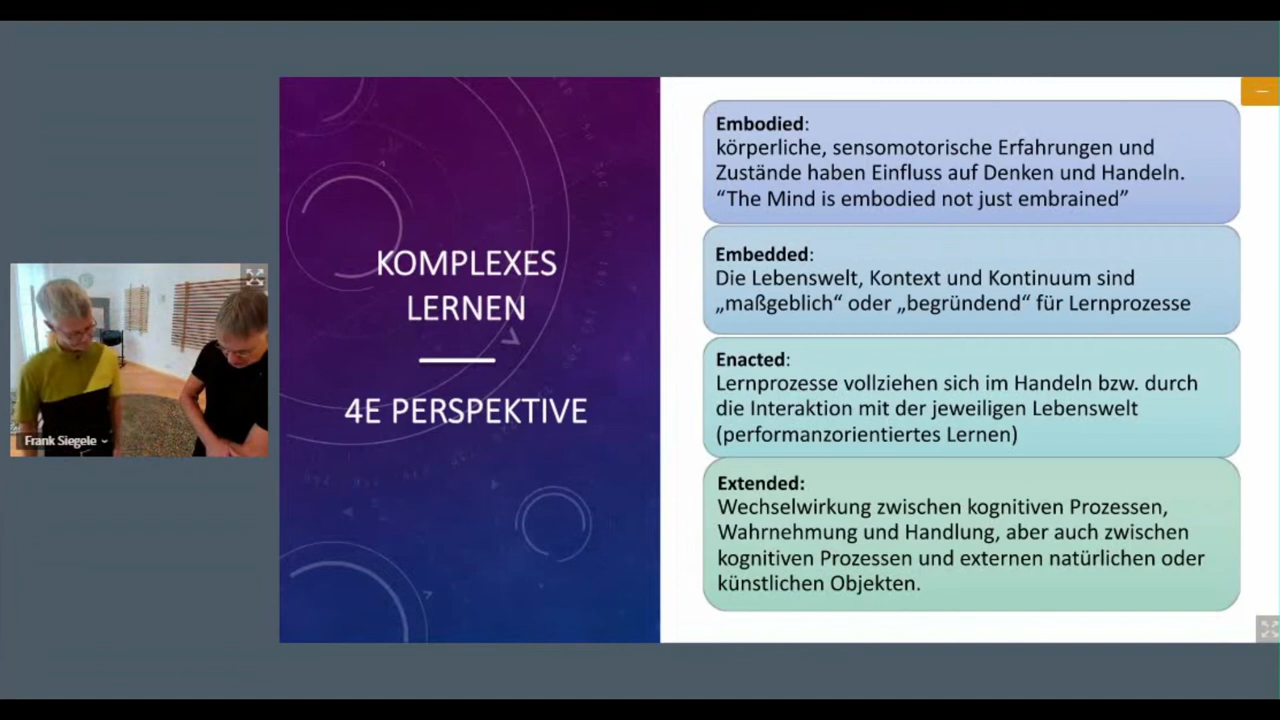 KOMPLEXES
LERNEN
4E PERSPEKTIVE
Embodied:
körperliche, sensomotorische Erfahrungen und
Zustände haben Einfluss auf Denken und Handeln.
“The Mind is embodied not just embrained”
Embedded:
Die Lebenswelt, Kontext und Kontinuum sind
„maßgeblich“ oder „begründend“ für Lernprozesse
Enacted:
Lernprozesse vollziehen sich im Handeln bzw. durch
die Interaktion mit der jeweiligen Lebenswelt
(performanzorientiertes Lernen)
Extended:
Wechselwirkung zwischen kognitiven Prozessen,
Wahrnehmung und Handlung, aber auch zwischen
kognitiven Prozessen und externen natürlichen oder
künstlichen Objekten.
Frank Siegele